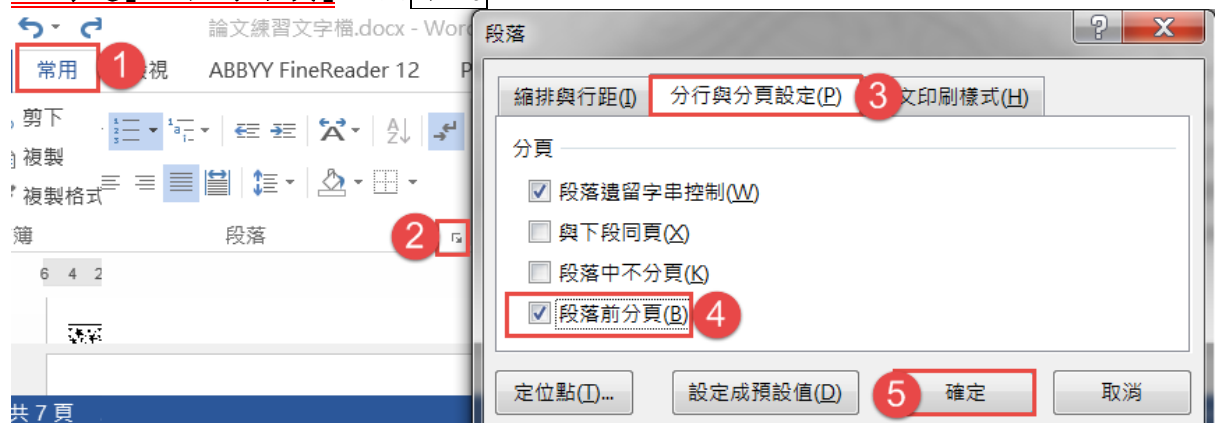 論文練習文字檔.docx - Wor
常用
1
視
ABBYY FineReader 12
P
剪下
複製
複製格式
簿
段落
2
6 4 2
共 7 頁
段落
縮排與行距(I)
分行與分頁設定(P)
3
文印刷樣式(H)
分頁
段落遺留字串控制(W)
與下段同頁(X)
段落中不分頁(K)
段落前分頁(B)
4
定位點(T)...
設定成預設值(D)
5
確定
取消